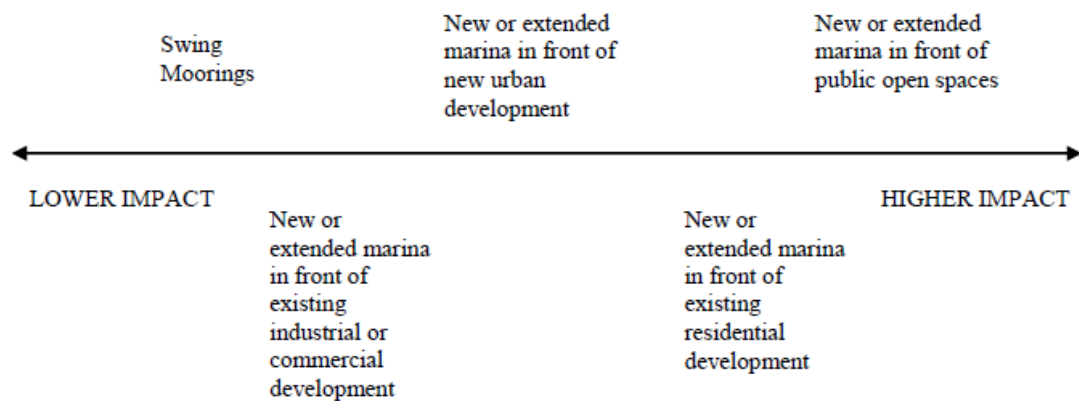 Swing
Moorings
New or extended
marina in front of
new urban
development
New or extended
marina in front of
public open spaces
LOWER IMPACT
HIGHER IMPACT
New or
extended marina
in front of
existing
industrial or
commercial
development
New or
extended marina
in front of
existing
residential
development